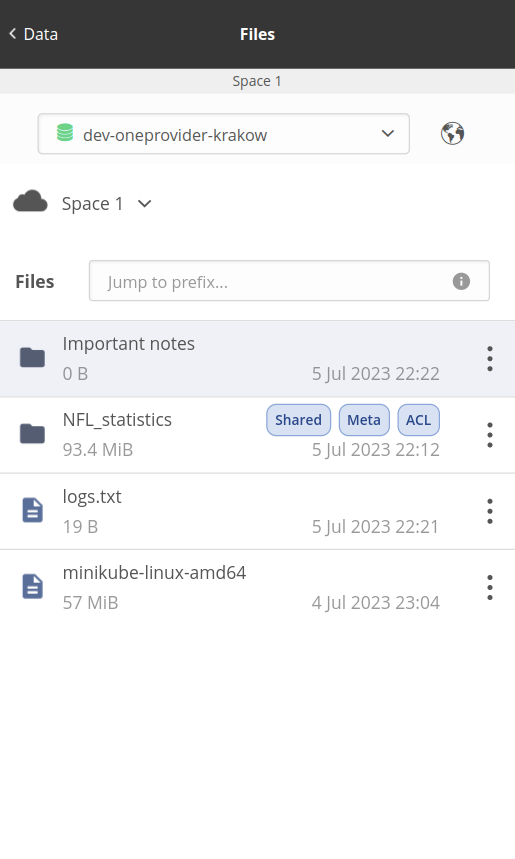 Data
Files
Space 1
dev-oneprovider-krakow
Space 1
Files
Jump to prefix...
Important notes
0 B
5 Jul 2023 22:22
NFL_statistics
Shared Meta ACL
93.4 MiB
5 Jul 2023 22:12
logs.txt
19 B
5 Jul 2023 22:21
minikube-linux-amd64
57 MiB
4 Jul 2023 23:04